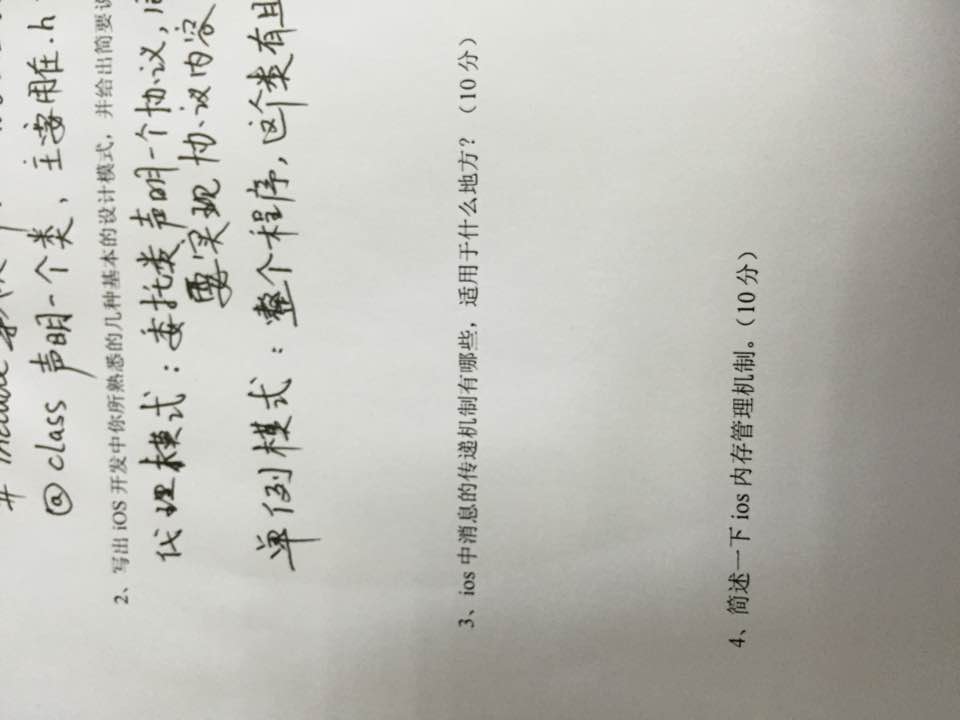 # include
@ class 声明一个类，主要用在.h
2、写出 iOS 开发中你所熟悉的几种基本的设计模式，并给出简要说
代理模式：委托类声明一个协议，
要实现协议内容
单例模式：整个程序，这个类有且
3、ios 中消息的传递机制有哪些，适用于什么地方？（10 分）
4、简述一下 ios 内存管理机制。（10 分）